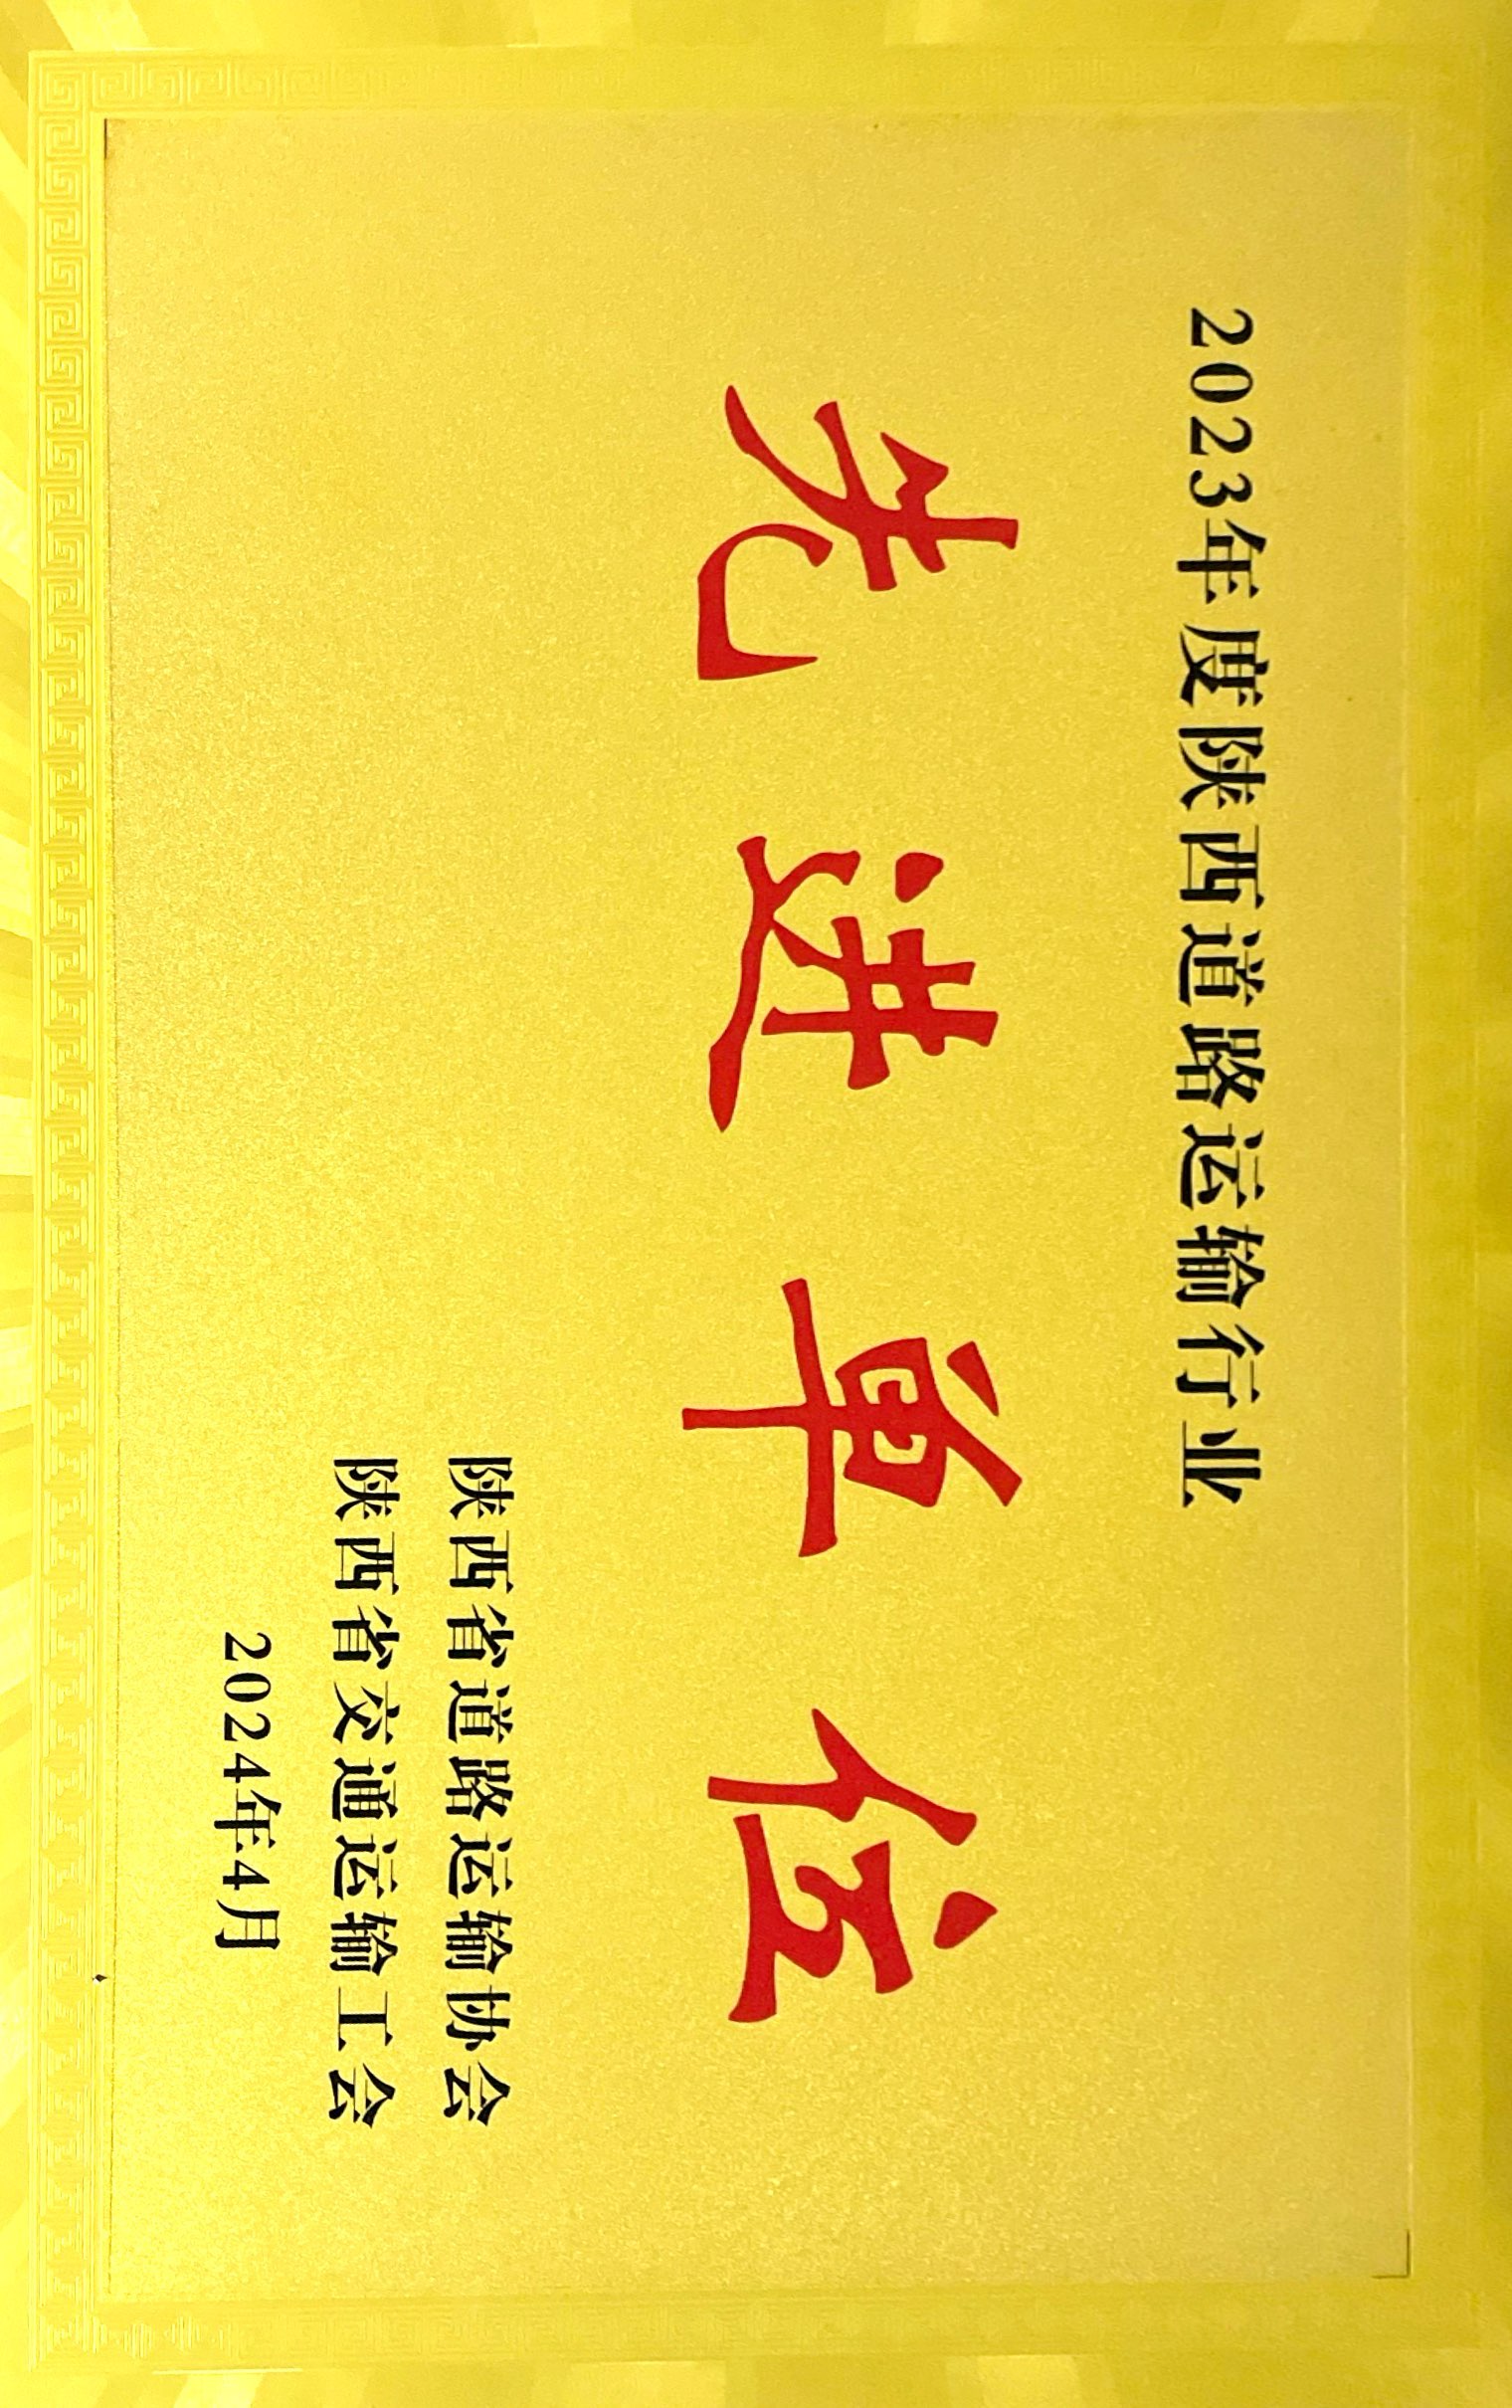 2023年度陕西道路运输行业
先进单位
陕西省道路运输协会
陕西省交通运输工会
2024年4月